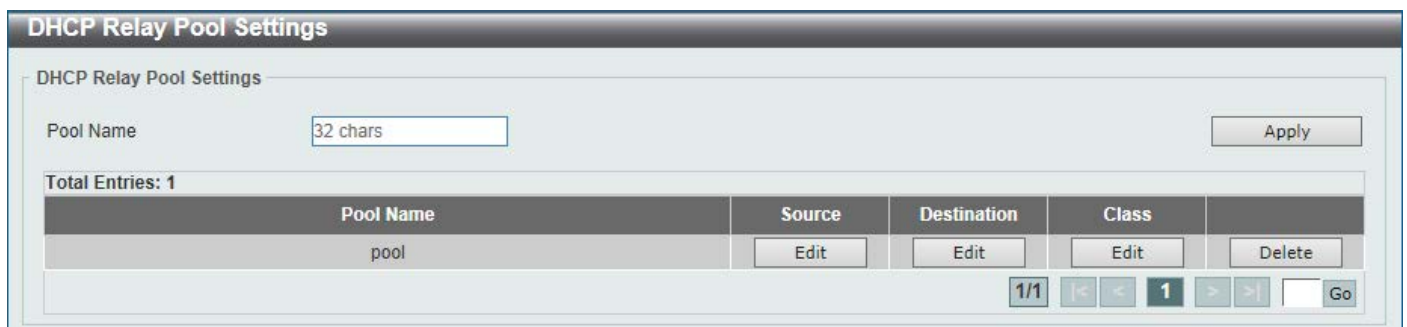 DHCP Relay Pool Settings
DHCP Relay Pool Settings
Pool Name 32 chars Apply
Total Entries: 1
Pool Name Source Destination Class
pool Edit Edit Edit Delete
1/1 |< < 1 > >| Go